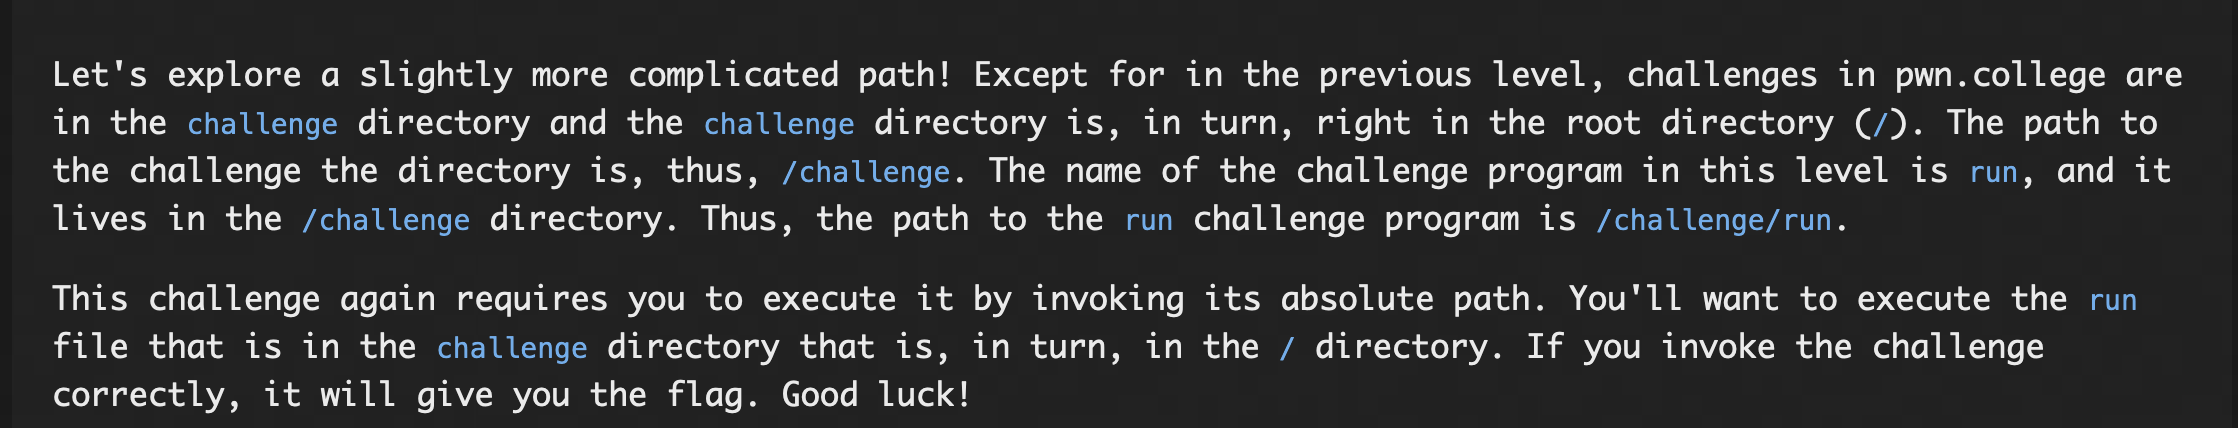 Let's explore a slightly more complicated path! Except for in the previous level, challenges in pwn.college are
in the challenge directory and the challenge directory is, in turn, right in the root directory (/). The path to
the challenge the directory is, thus, /challenge. The name of the challenge program in this level is run, and it
lives in the /challenge directory. Thus, the path to the run challenge program is /challenge/run.
This challenge again requires you to execute it by invoking its absolute path. You'll want to execute the run
file that is in the challenge directory that is, in turn, in the / directory. If you invoke the challenge
correctly, it will give you the flag. Good luck!